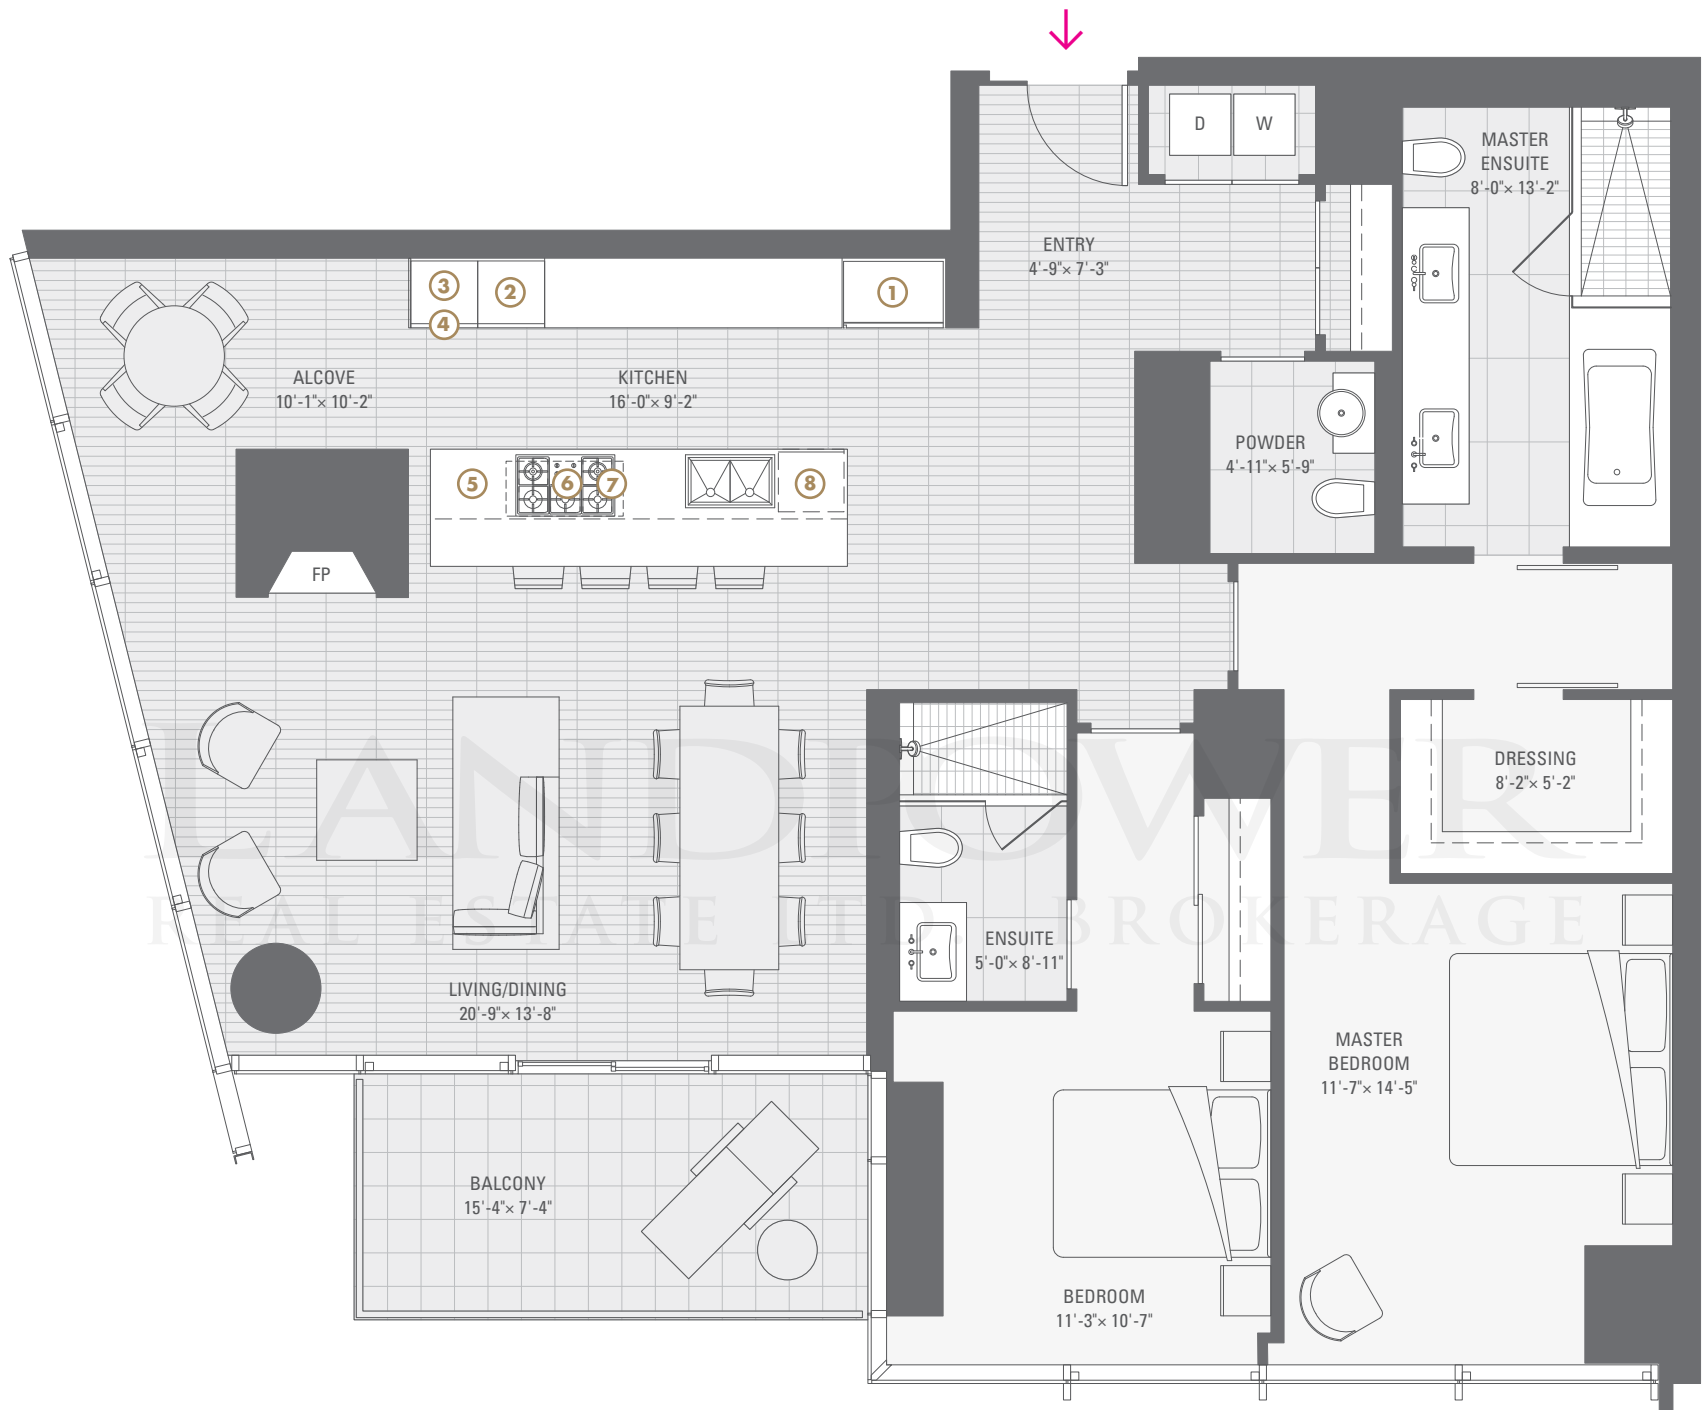 D
W
MASTER
ENSUITE
8'-0"× 13'-2"
ENTRY
4'-9"× 7'-3"
3
2
1
4
ALCOVE
10'-1"× 10'-2"
KITCHEN
16'-0"× 9'-2"
POWDER
4'-11"× 5'-9"
5
6
7
8
FP
DRESSING
8'-2"× 5'-2"
LANDPOWER
REAL ESTATE LTD. BROKERAGE
ENSUITE
5'-0"× 8'-11"
LIVING/DINING
20'-9"× 13'-8"
MASTER
BEDROOM
11'-7"× 14'-5"
BALCONY
15'-4"× 7'-4"
BEDROOM
11'-3"× 10'-7"